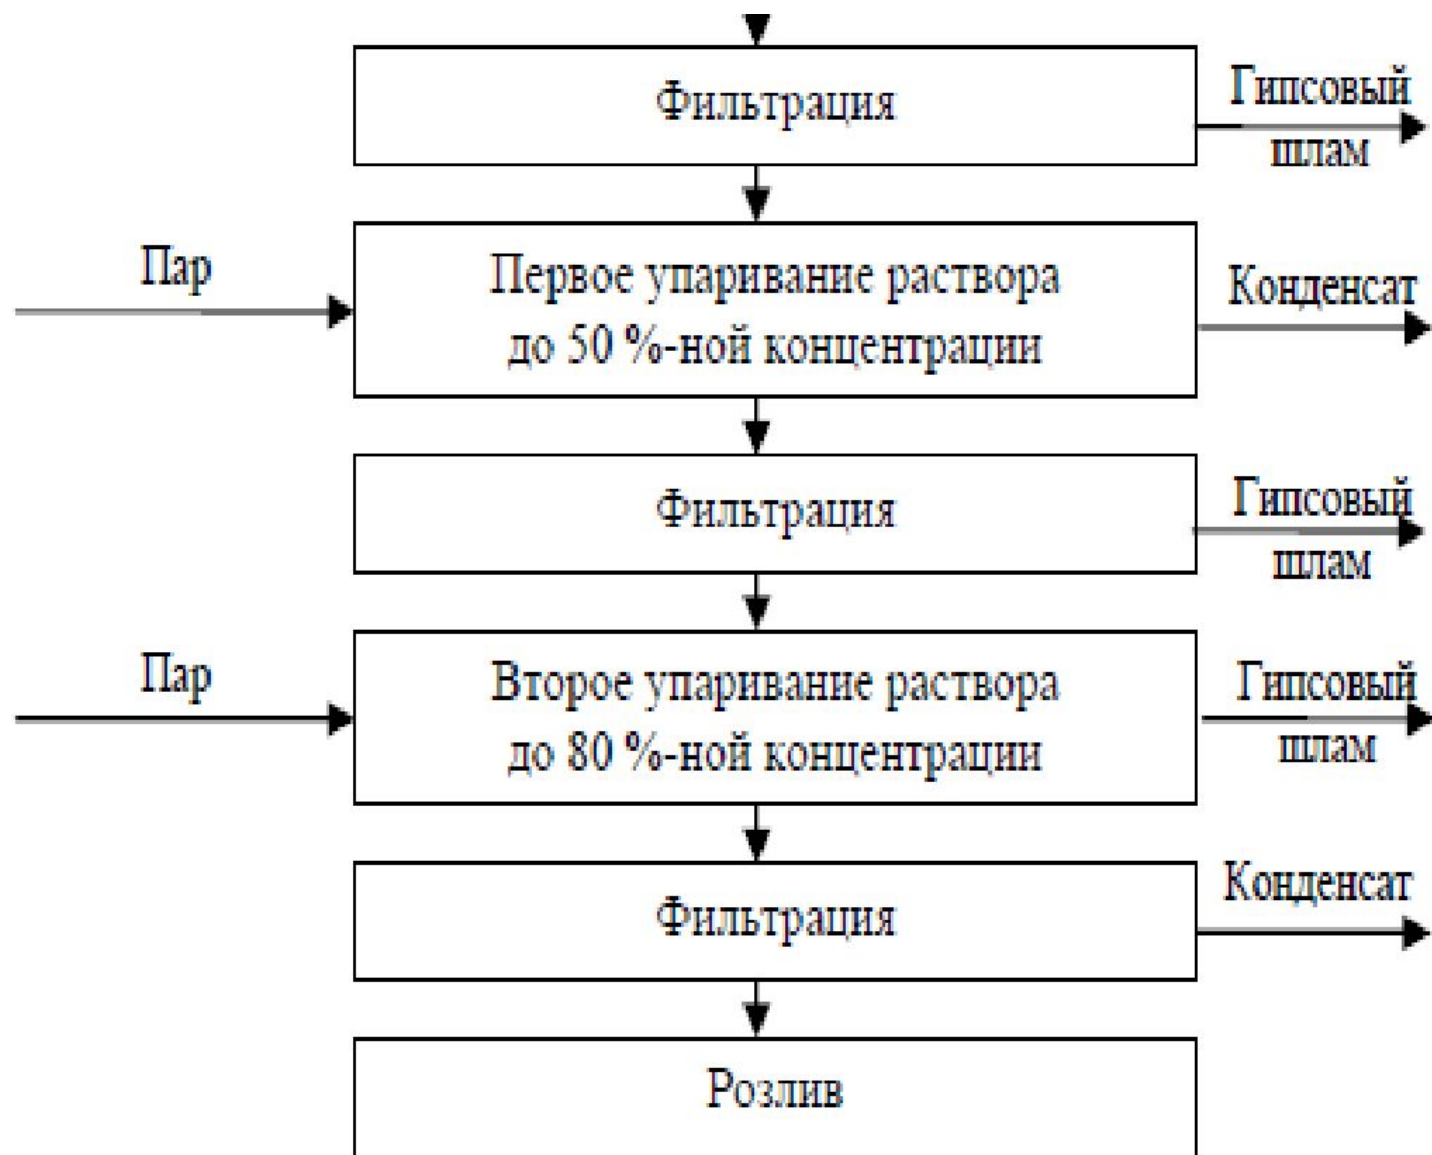 Фильтрация
Гипсовый
шлам
Пар
Первое упаривание раствора
до 50 %-ной концентрации
Конденсат
Фильтрация
Гипсовый
шлам
Пар
Второе упаривание раствора
до 80 %-ной концентрации
Гипсовый
шлам
Фильтрация
Конденсат
Розлив